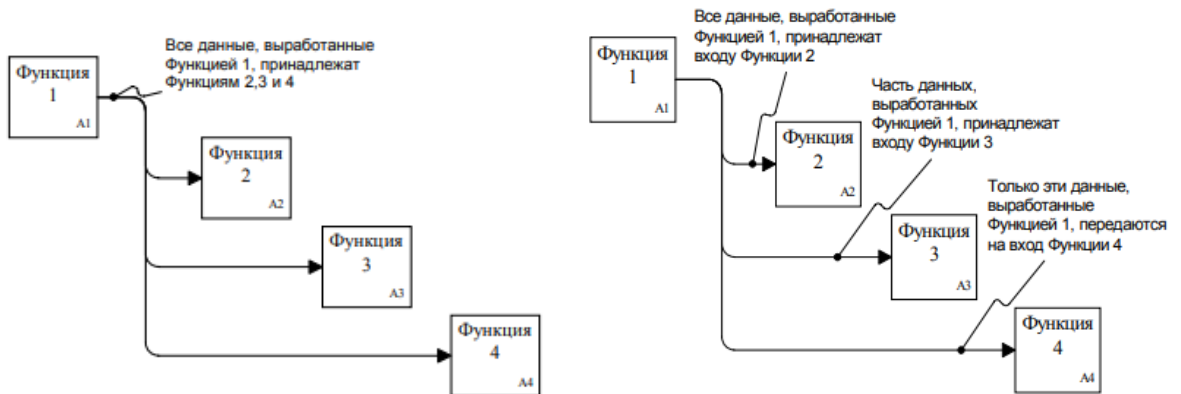 Все данные, выработанные
Функцией 1, принадлежат
Функциям 2,3 и 4
Функция
1
A1
Функция
2
A2
Функция
3
A3
Функция
4
A4
Все данные, выработанные
Функцией 1, принадлежат
входу Функции 2
Функция
1
A1
Часть данных,
выработанных
Функцией 1, принадлежат
входу Функции 3
Функция
2
A2
Только эти данные,
выработанные
Функцией 1, передаются
на вход Функции 4
Функция
3
A3
Функция
4
A4